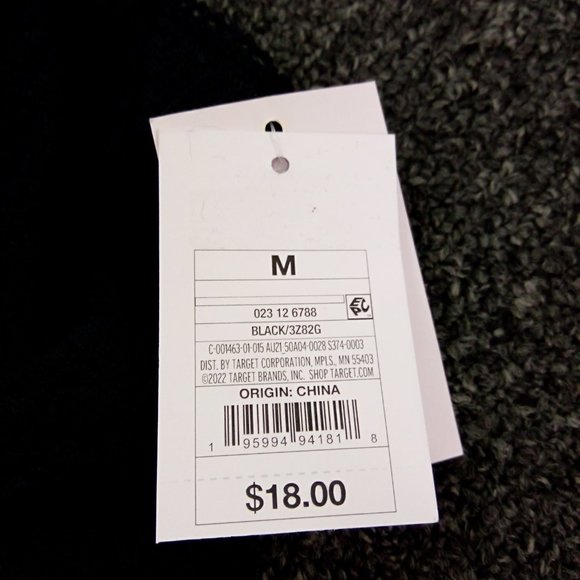 M
023 12 6788
EPC
BLACK/3Z82G
C-001463-01-015 AU21 50A04-0028 S374-0003
DIST. BY TARGET CORPORATION, MPLS., MN 55403
©2022 TARGET BRANDS, INC. SHOP TARGET.COM
ORIGIN: CHINA
1 95994 94181 8
$18.00